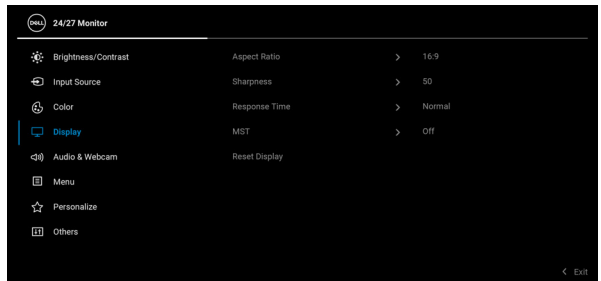 DELL 24/27 Monitor
Brightness/Contrast Aspect Ratio > 16:9
Input Source Sharpness > 50
Color Response Time > Normal
Display MST > Off
Audio & Webcam Reset Display
Menu
Personalize
Others
< Exit